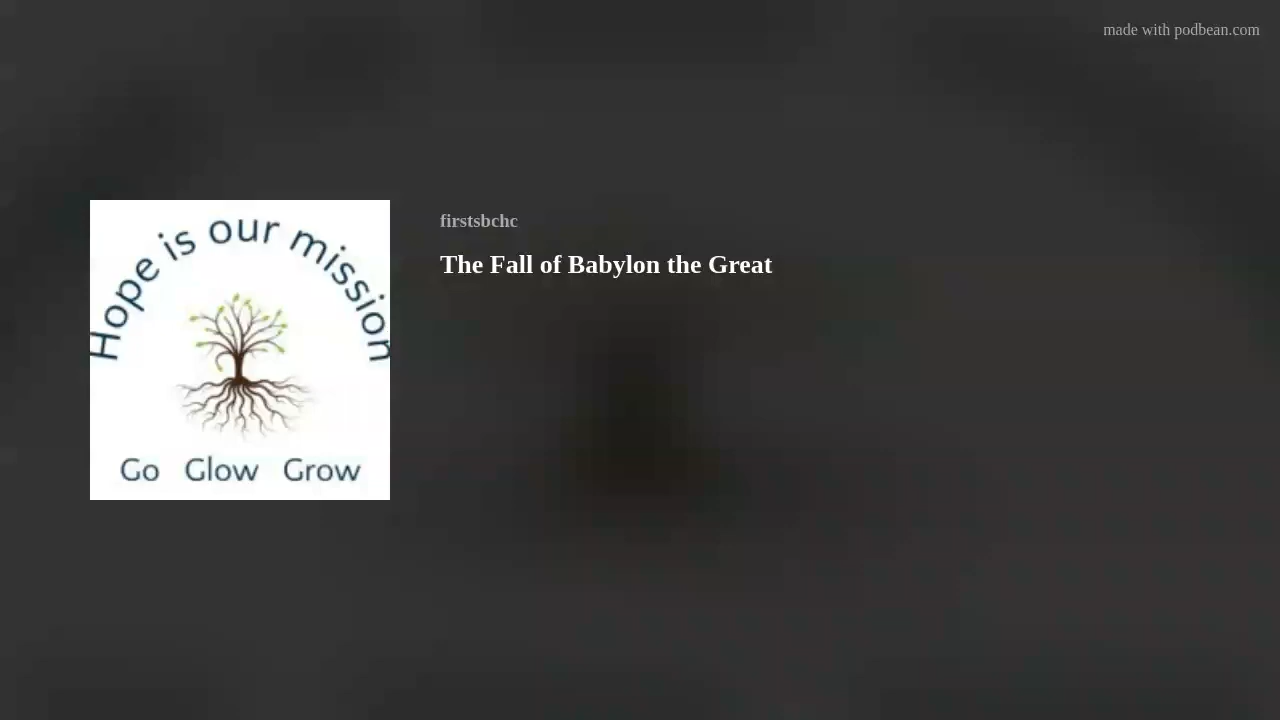 made with podbean.com
firstsbchc
The Fall of Babylon the Great
Hope is our mission
Go Glow Grow